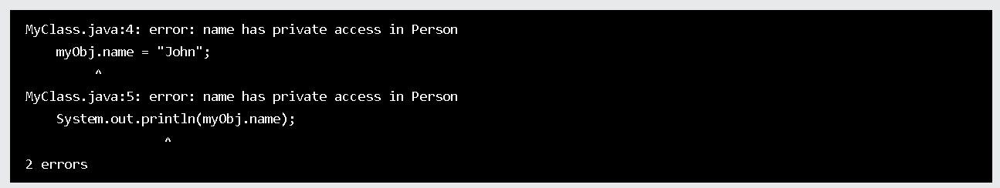 MyClass.java:4: error: name has private access in Person
    myObj.name = "John";
         ^
MyClass.java:5: error: name has private access in Person
    System.out.println(myObj.name);
                  ^
2 errors